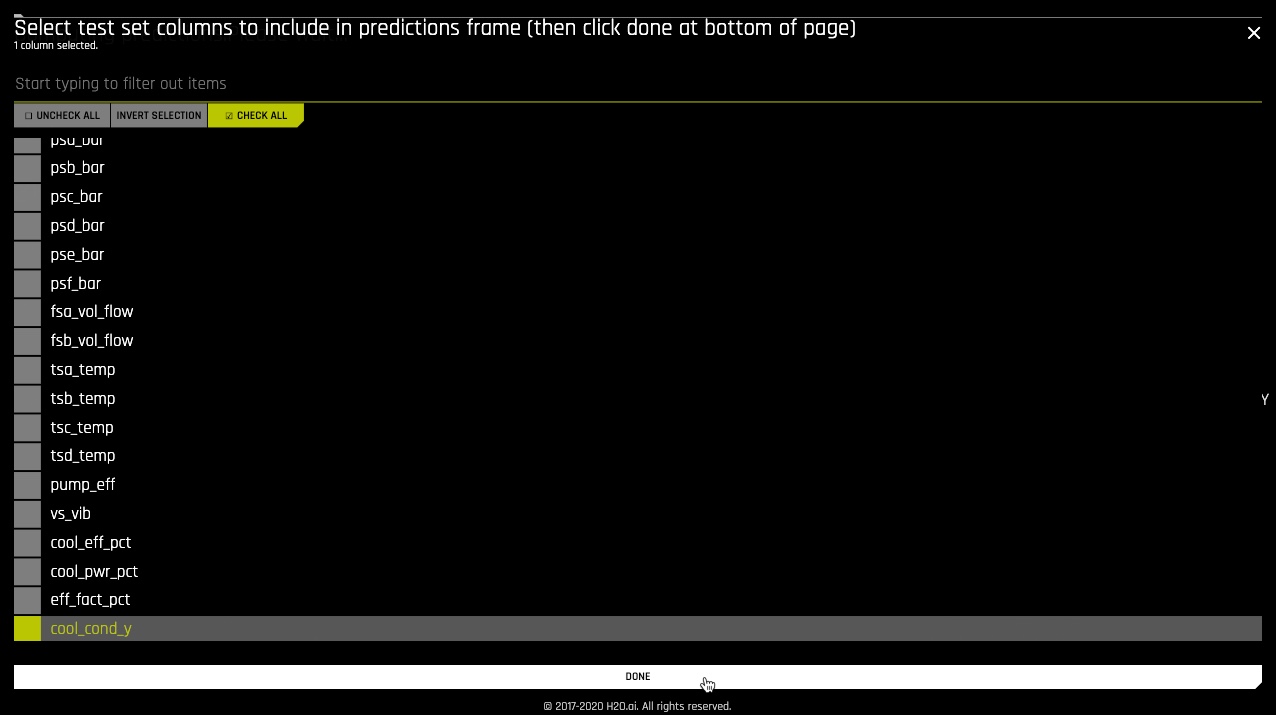 Select test set columns to include in predictions frame (then click done at bottom of page)
1 column selected.
Start typing to filter out items
UNCHECK ALL INVERT SELECTION CHECK ALL
psa_bar
psb_bar
psc_bar
psd_bar
pse_bar
psf_bar
fsa_vol_flow
fsb_vol_flow
tsa_temp
tsb_temp
Y
tsc_temp
tsd_temp
pump_eff
vs_vib
cool_eff_pct
cool_pwr_pct
eff_fact_pct
cool_cond_y
DONE
© 2017-2020 H2O.ai. All rights reserved.